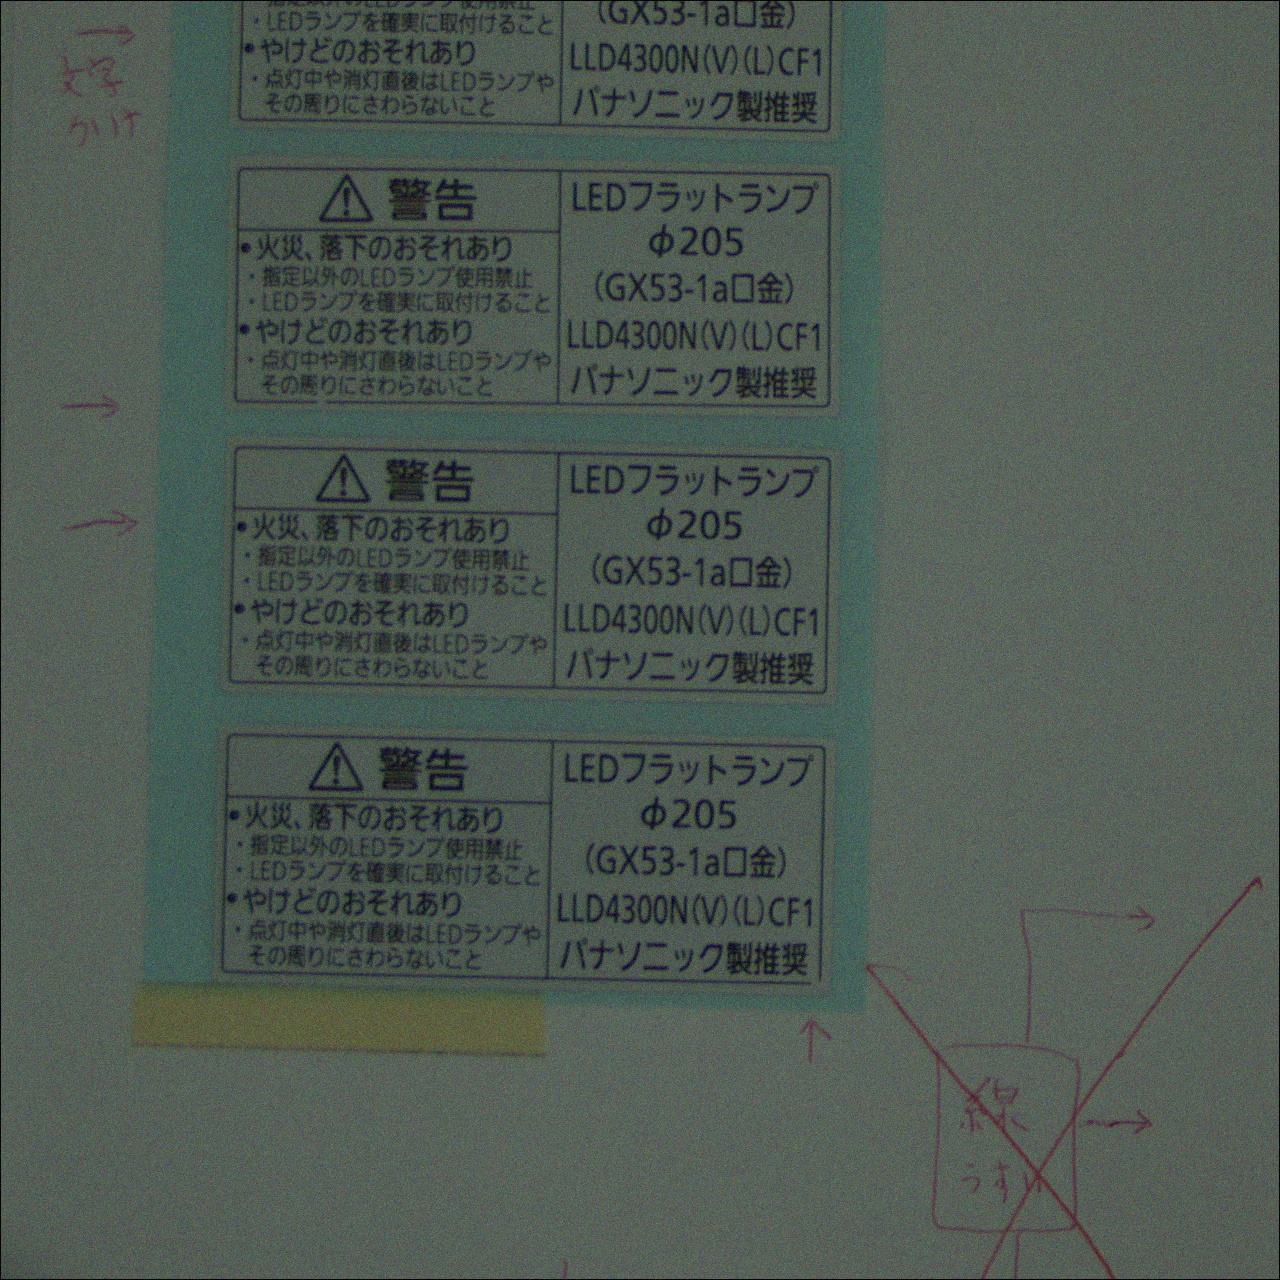 ・指定以外のLEDランプ使用禁止
・LEDランプを確実に取付けること
•やけどのおそれあり
・点灯中や消灯直後はLEDランプや
その周りにさわらないこと
(GX53-1a口金)
LLD4300N(V)(L)CF1
パナソニック製推奨
文字
カケ
警告
•火災、落下のおそれあり
・指定以外のLEDランプ使用禁止
・LEDランプを確実に取付けること
•やけどのおそれあり
・点灯中や消灯直後はLEDランプや
その周りにさわらないこと
LEDフラットランプ
φ205
(GX53-1a口金)
LLD4300N(V)(L)CF1
パナソニック製推奨
警告
•火災、落下のおそれあり
・指定以外のLEDランプ使用禁止
・LEDランプを確実に取付けること
•やけどのおそれあり
・点灯中や消灯直後はLEDランプや
その周りにさわらないこと
LEDフラットランプ
φ205
(GX53-1a口金)
LLD4300N(V)(L)CF1
パナソニック製推奨
警告
•火災、落下のおそれあり
・指定以外のLEDランプ使用禁止
・LEDランプを確実に取付けること
•やけどのおそれあり
・点灯中や消灯直後はLEDランプや
その周りにさわらないこと
LEDフラットランプ
φ205
(GX53-1a口金)
LLD4300N(V)(L)CF1
パナソニック製推奨
線
うすい